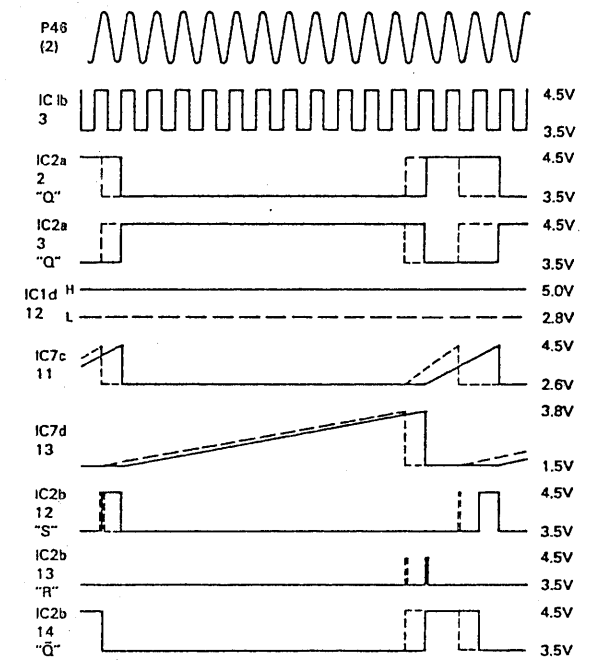 P46
(2)
IC Ib 4.5V
3 3.5V
IC2a 4.5V
2
"Q" 3.5V
IC2a 4.5V
3
"Q" 3.5V
IC1d H 5.0V
12 L 2.8V
IC7c 4.5V
11 2.6V
3.8V
IC7d
13 1.5V
IC2b 4.5V
12
"S" 3.5V
IC2b 4.5V
13 3.5V
"R"
IC2b 4.5V
14
"Q̄" 3.5V